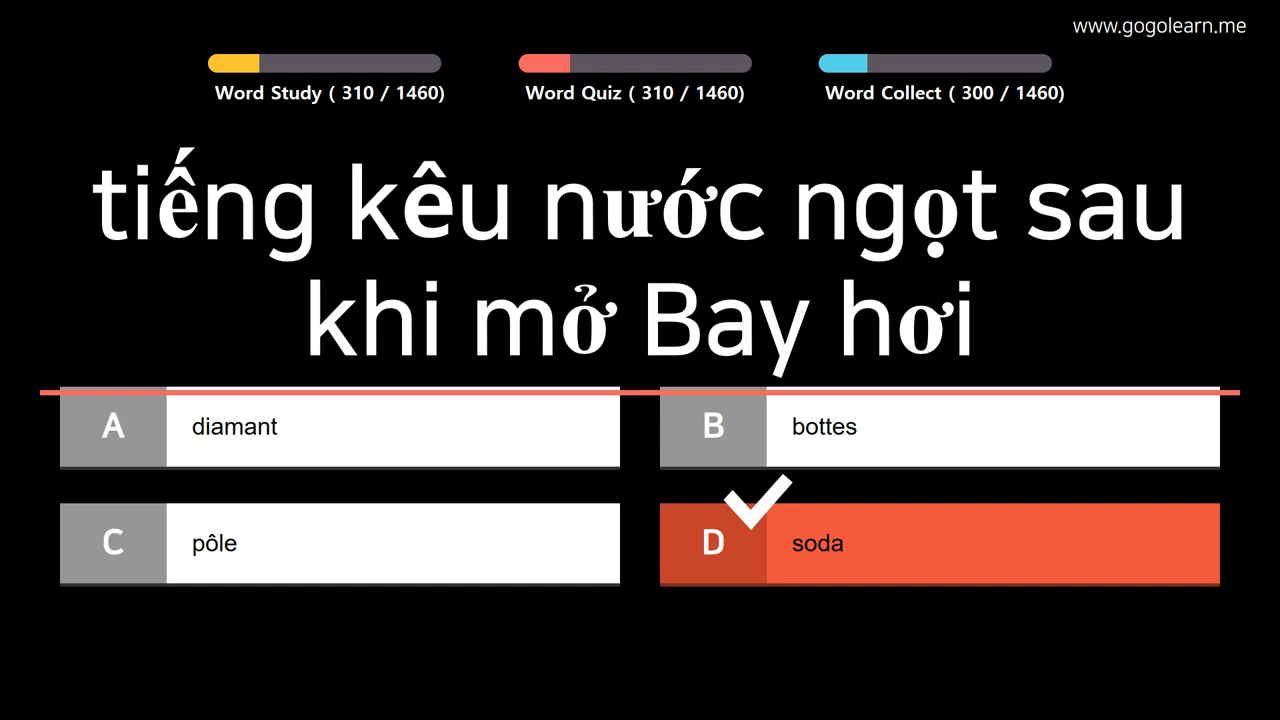 www.gogolearn.me
Word Study ( 310 / 1460)
Word Quiz ( 310 / 1460)
Word Collect ( 300 / 1460)
tiếng kêu nước ngọt sau
khi mở Bay hơi
A diamant
B bottes
C pôle
D soda